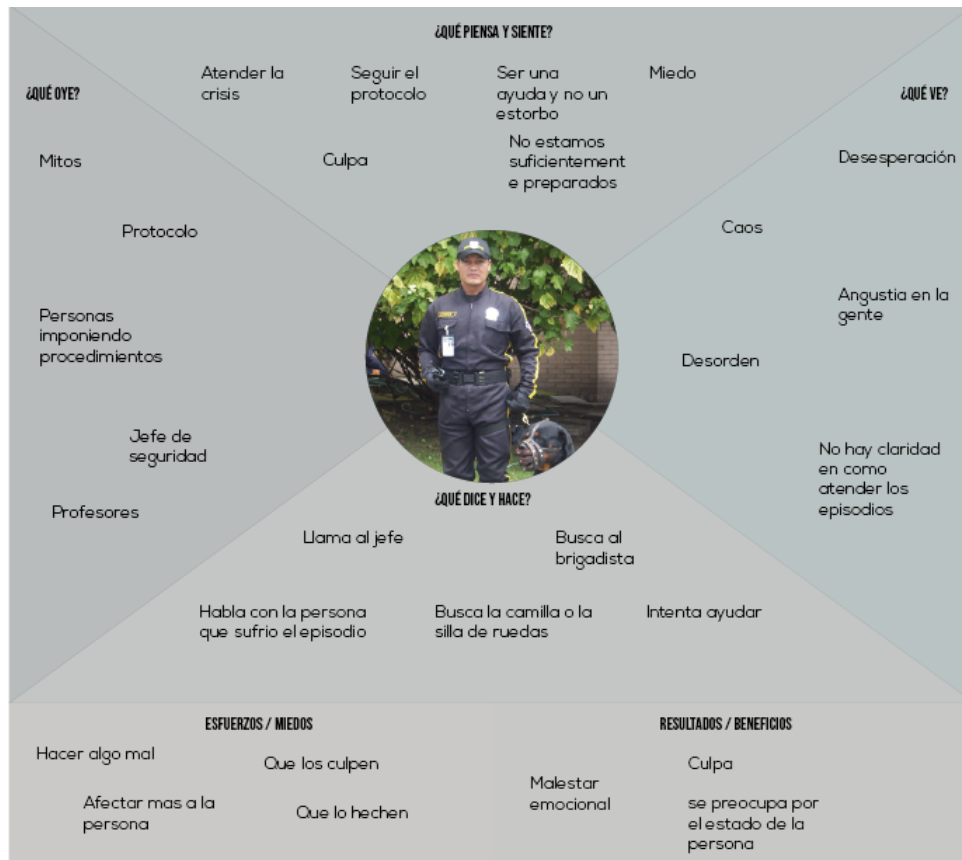 ¿QUÉ PIENSA Y SIENTE?
Atender la
crisis
Seguir el
protocolo
Ser una
ayuda y no un
estorbo
Miedo
Culpa
No estamos
suficientement
e preparados
¿QUÉ OYE?
Mitos
Protocolo
Personas
imponiendo
procedimientos
Jefe de
seguridad
Profesores
¿QUÉ VE?
Desesperación
Caos
Angustia en la
gente
Desorden
No hay claridad
en como
atender los
episodios
¿QUÉ DICE Y HACE?
Llama al jefe
Busca al
brigadista
Habla con la persona
que sufrio el episodio
Busca la camilla o la
silla de ruedas
Intenta ayudar
ESFUERZOS / MIEDOS
Hacer algo mal
Que los culpen
Afectar mas a la
persona
Que lo hechen
RESULTADOS / BENEFICIOS
Malestar
emocional
Culpa
se preocupa por
el estado de la
persona